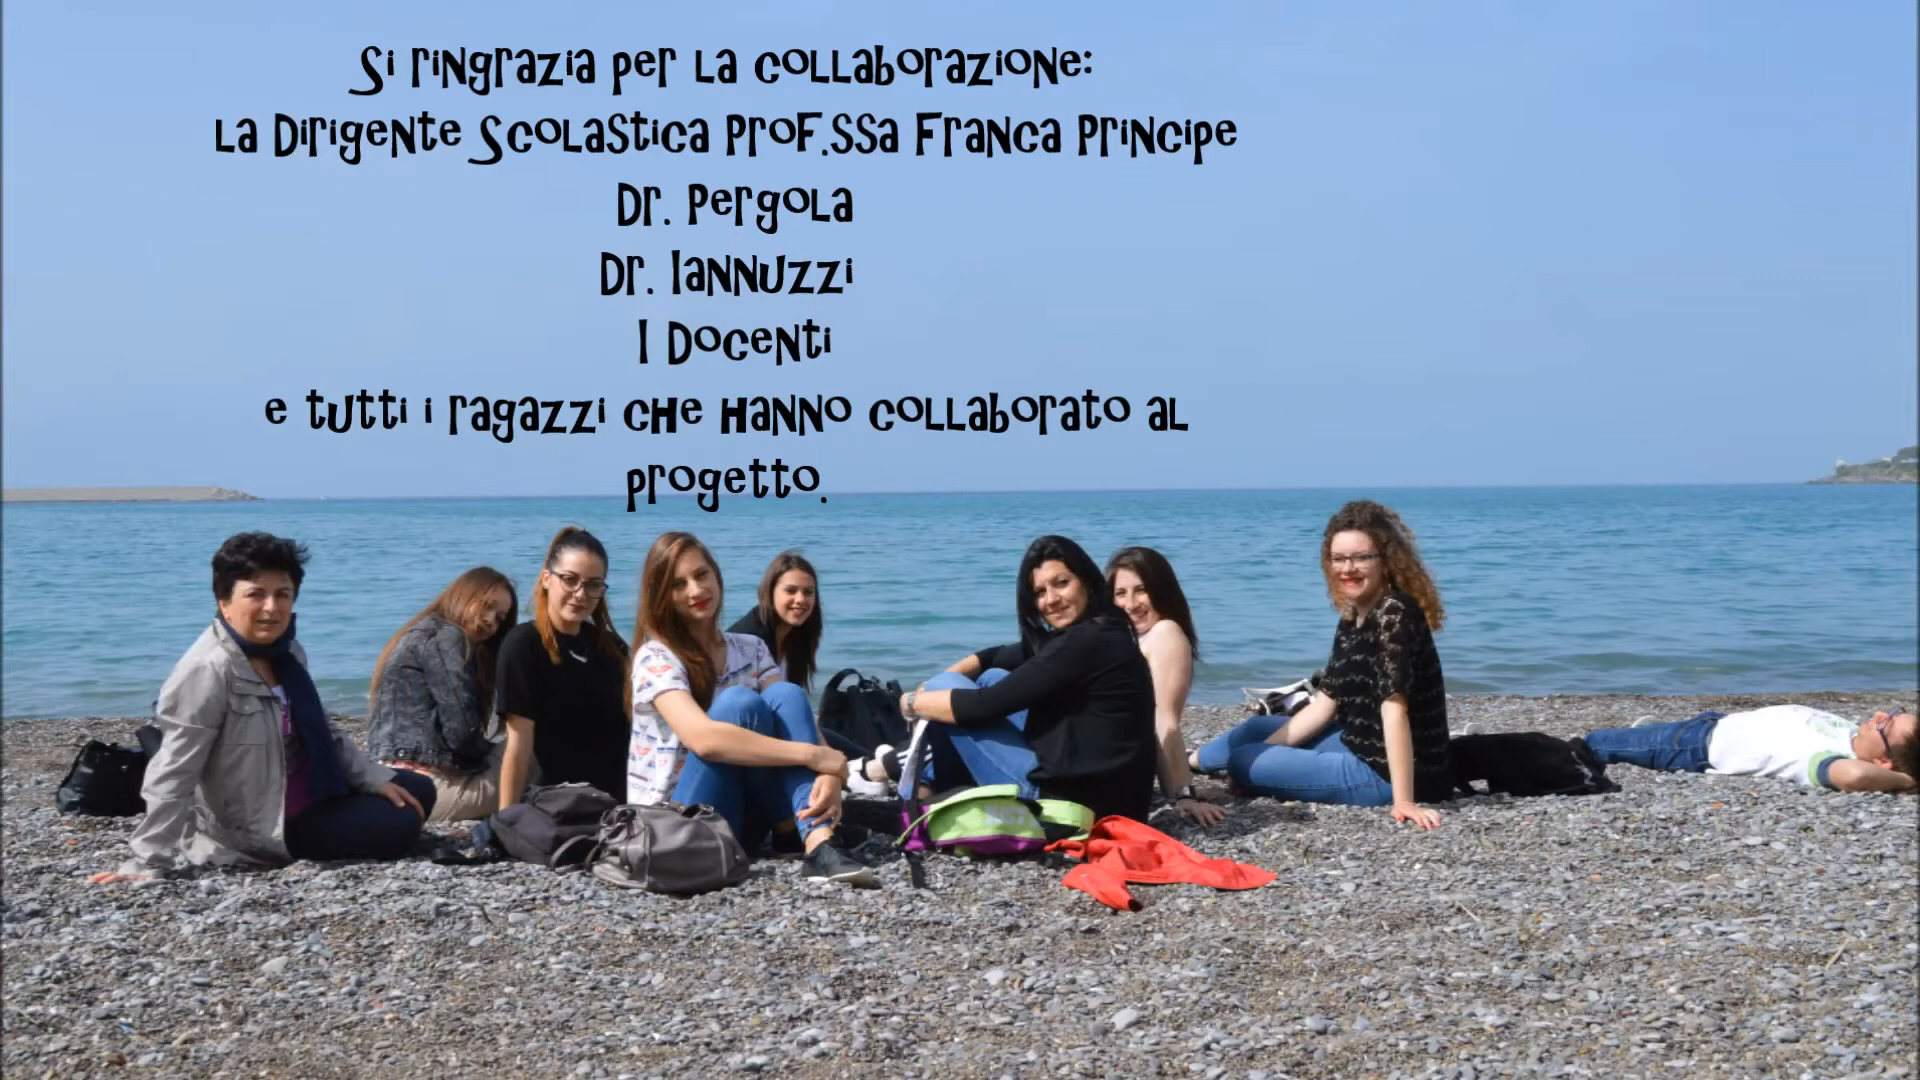 Si ringrazia per la collaborazione:
la Dirigente Scolastica Prof.ssa Franca Principe
Dr. Pergola
Dr. Iannuzzi
I Docenti
e tutti i ragazzi che hanno collaborato al
progetto.